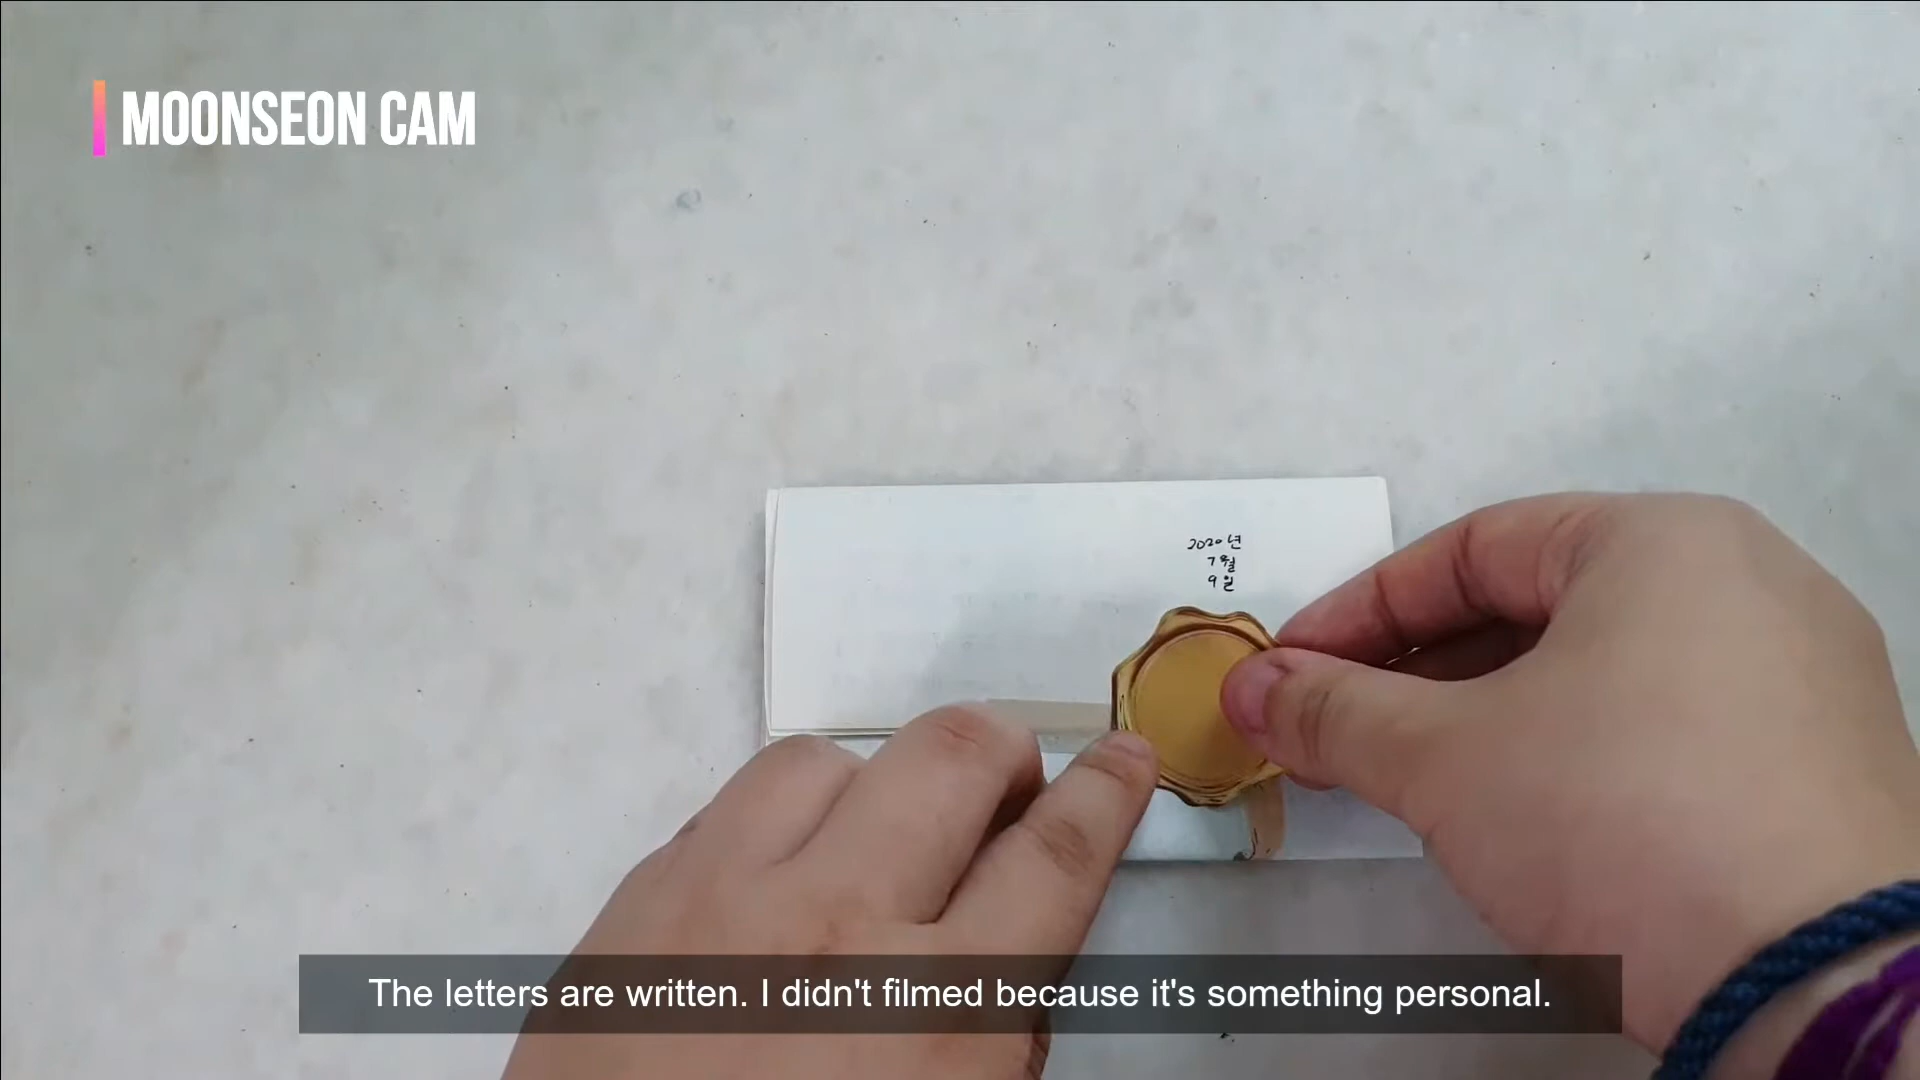 MOONSEON CAM
2020년
7월
9일
The letters are written. I didn't filmed because it's something personal.